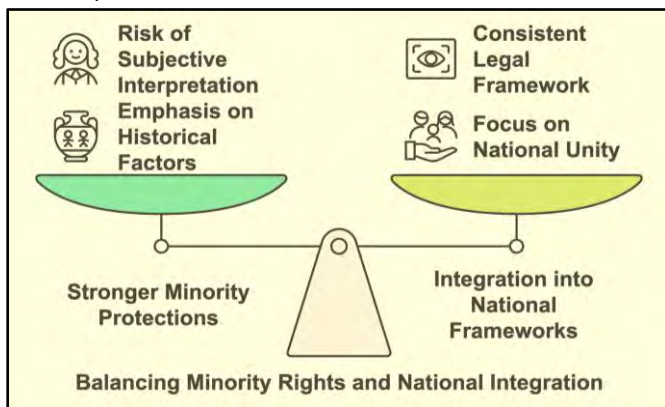 Risk of
Subjective
Interpretation
Emphasis on
Historical
Factors
Consistent
Legal
Framework
Focus on
National Unity
Stronger Minority
Protections
Integration into
National
Frameworks
Balancing Minority Rights and National Integration